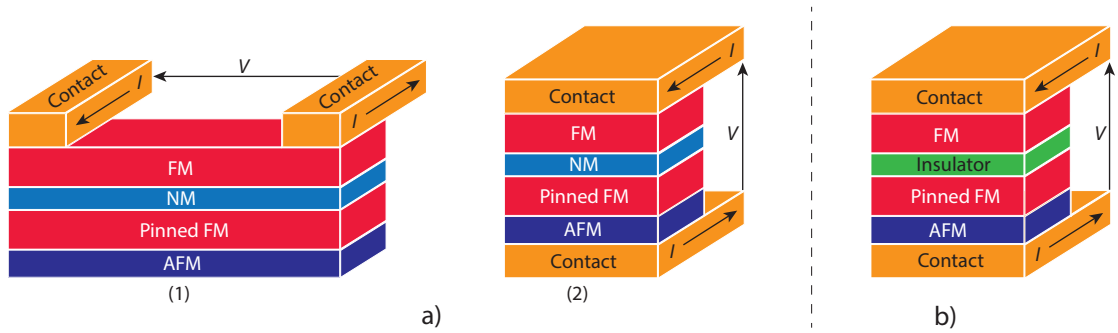 Contact
I
V
Contact
I
FM
NM
Pinned FM
AFM
(1)
Contact
I
FM
NM
Pinned FM
AFM
Contact
I
V
(2)
a)
Contact
I
FM
Insulator
Pinned FM
AFM
Contact
I
V
b)